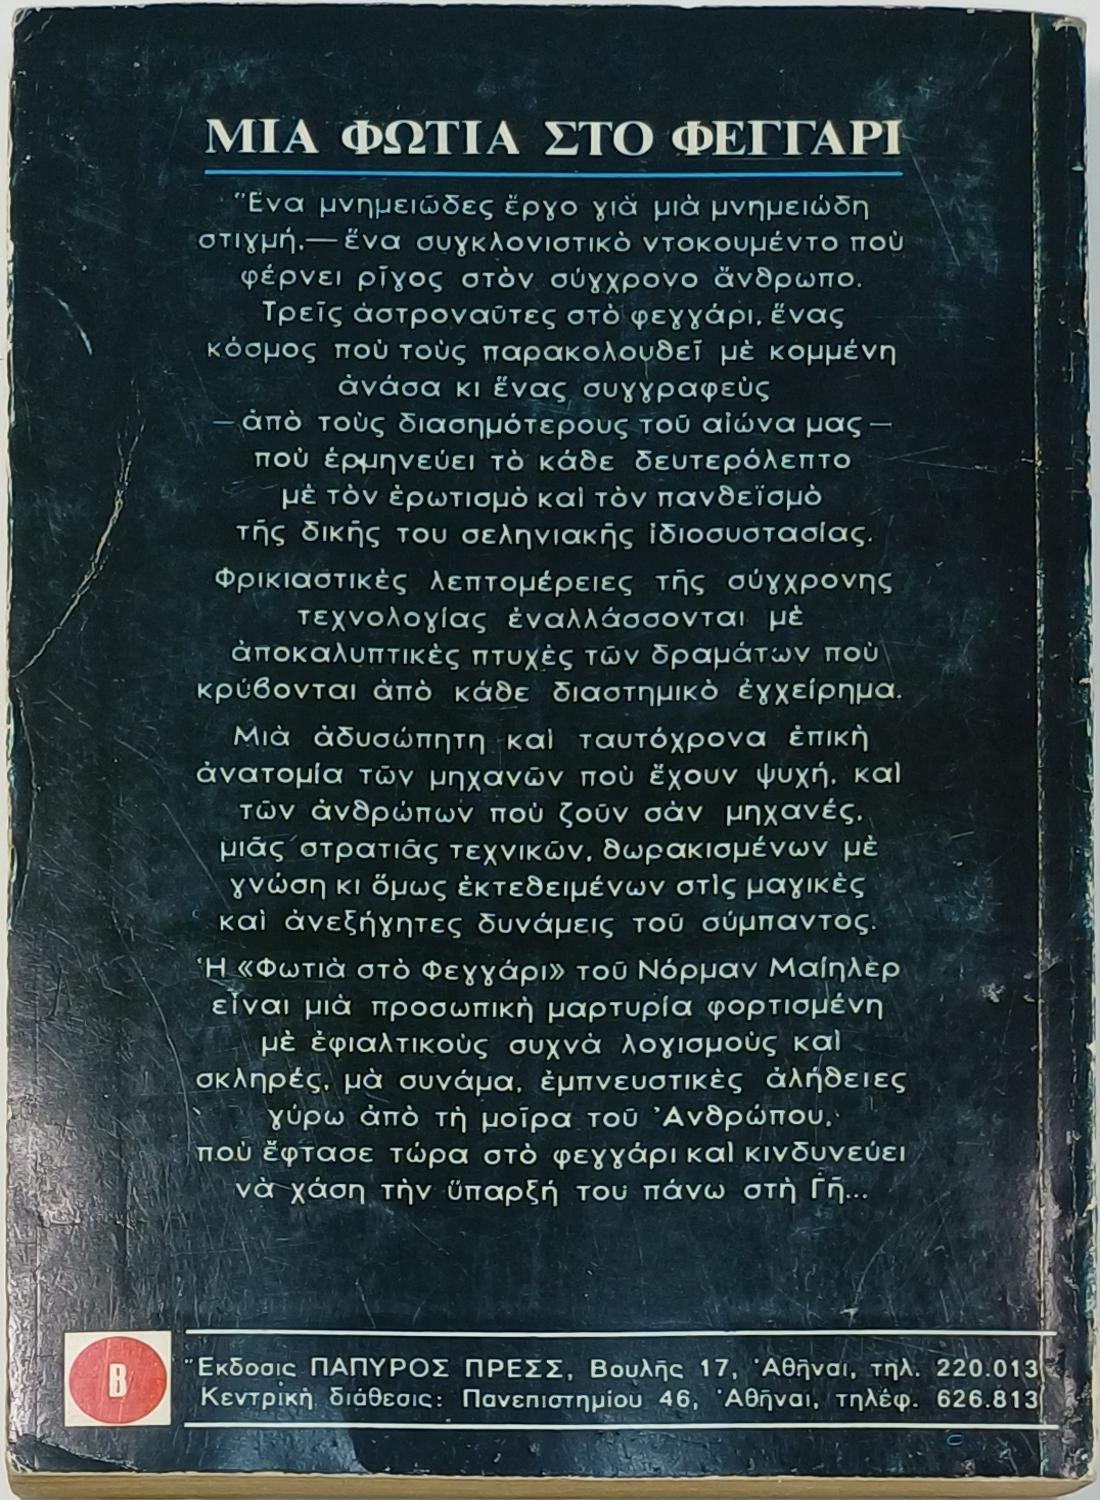 ΜΙΑ ΦΩΤΙΑ ΣΤΟ ΦΕΓΓΑΡΙ
Ἕνα μνημειῶδες ἔργο γιὰ μιὰ μνημειώδη
στιγμή,— ἕνα συγκλονιστικὸ ντοκουμέντο ποὺ
φέρνει ρῖγος στὸν σύγχρονο ἄνθρωπο.
Τρεῖς ἀστροναῦτες στὸ φεγγάρι, ἕνας
κόσμος ποὺ τοὺς παρακολουθεῖ μὲ κομμένη
ἀνάσα κι ἕνας συγγραφεὺς
— ἀπὸ τοὺς διασημότερους τοῦ αἰώνα μας —
ποὺ ἑρμηνεύει τὸ κάθε δευτερόλεπτο
μὲ τὸν ἐρωτισμὸ καὶ τὸν πανθεϊσμὸ
τῆς δικῆς του σεληνιακῆς ἰδιοσυστασίας.
Φρικιαστικὲς λεπτομέρειες τῆς σύγχρονης
τεχνολογίας ἐναλλάσσονται μὲ
ἀποκαλυπτικὲς πτυχὲς τῶν δραμάτων ποὺ
κρύβονται ἀπὸ κάθε διαστημικὸ ἐγχείρημα.
Μιὰ ἀδυσώπητη καὶ ταυτόχρονα ἐπικὴ
ἀνατομία τῶν μηχανῶν ποὺ ἔχουν ψυχή, καὶ
τῶν ἀνθρώπων ποὺ ζοῦν σὰν μηχανές,
μιᾶς στρατιᾶς τεχνικῶν, θωρακισμένων μὲ
γνώση κι ὅμως ἐκτεθειμένων στὶς μαγικὲς
καὶ ἀνεξήγητες δυνάμεις τοῦ σύμπαντος.
Ἡ «Φωτιὰ στὸ Φεγγάρι» τοῦ Νόρμαν Μαίηλερ
εἶναι μιὰ προσωπικὴ μαρτυρία φορτισμένη
μὲ ἐφιαλτικοὺς συχνὰ λογισμοὺς καὶ
σκληρές, μὰ συνάμα, ἐμπνευστικὲς ἀλήθειες
γύρω ἀπὸ τὴ μοῖρα τοῦ Ἀνθρώπου,
ποὺ ἔφτασε τώρα στὸ φεγγάρι καὶ κινδυνεύει
νὰ χάση τὴν ὕπαρξή του πάνω στὴ Γῆ...
Β
Ἔκδοσις ΠΑΠΥΡΟΣ ΠΡΕΣΣ, Βουλῆς 17, Ἀθῆναι, τηλ. 220.013
Κεντρικὴ διάθεσις: Πανεπιστημίου 46, Ἀθῆναι, τηλέφ. 626.813